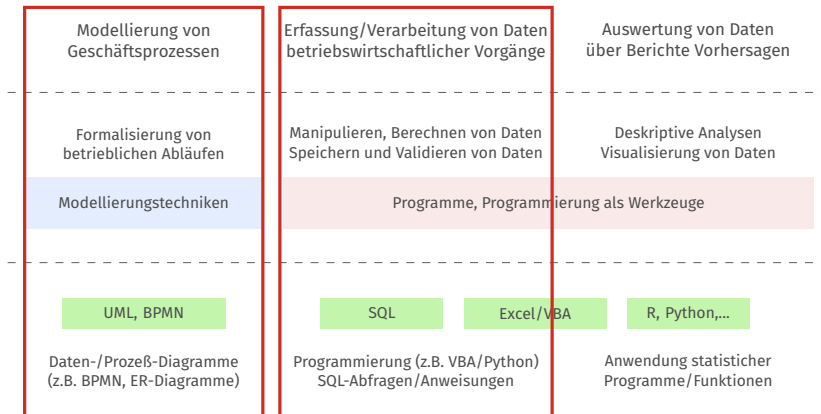 Modellierung von
Geschäftsprozessen
Erfassung/Verarbeitung von Daten
betriebswirtschaftlicher Vorgänge
Auswertung von Daten
über Berichte Vorhersagen
Formalisierung von
betrieblichen Abläufen
Manipulieren, Berechnen von Daten
Speichern und Validieren von Daten
Deskriptive Analysen
Visualisierung von Daten
Modellierungstechniken
Programme, Programmierung als Werkzeuge
UML, BPMN
SQL
Excel/VBA
R, Python,...
Daten-/Prozeß-Diagramme
(z.B. BPMN, ER-Diagramme)
Programmierung (z.B. VBA/Python)
SQL-Abfragen/Anweisungen
Anwendung statisticher
Programme/Funktionen